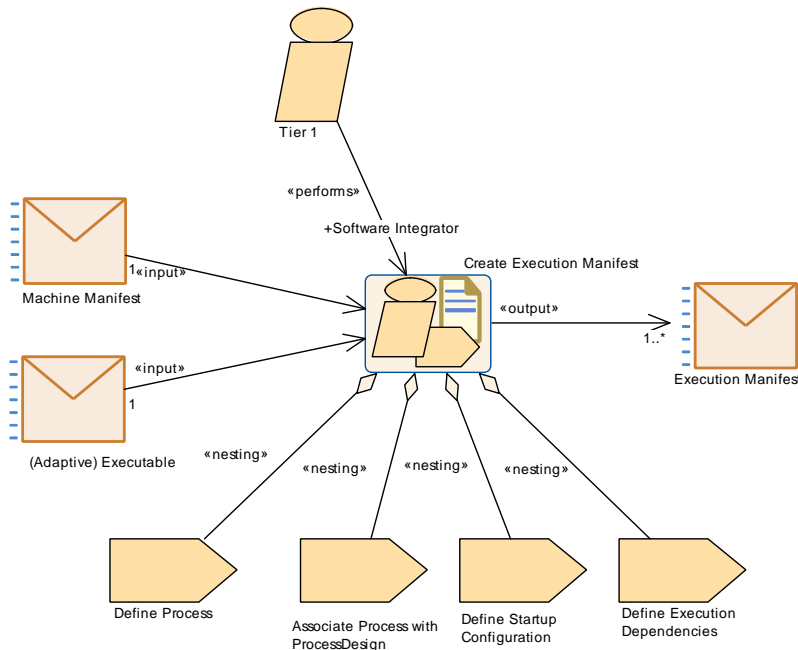 Tier 1
«performs»
+Software Integrator
Create Execution Manifest
Machine Manifest
1
«input»
«output»
1..*
Execution Manifes
«input»
1
(Adaptive) Executable
«nesting»
«nesting»
«nesting»
«nesting»
Define Process
Associate Process with
ProcessDesign
Define Startup
Configuration
Define Execution
Dependencies